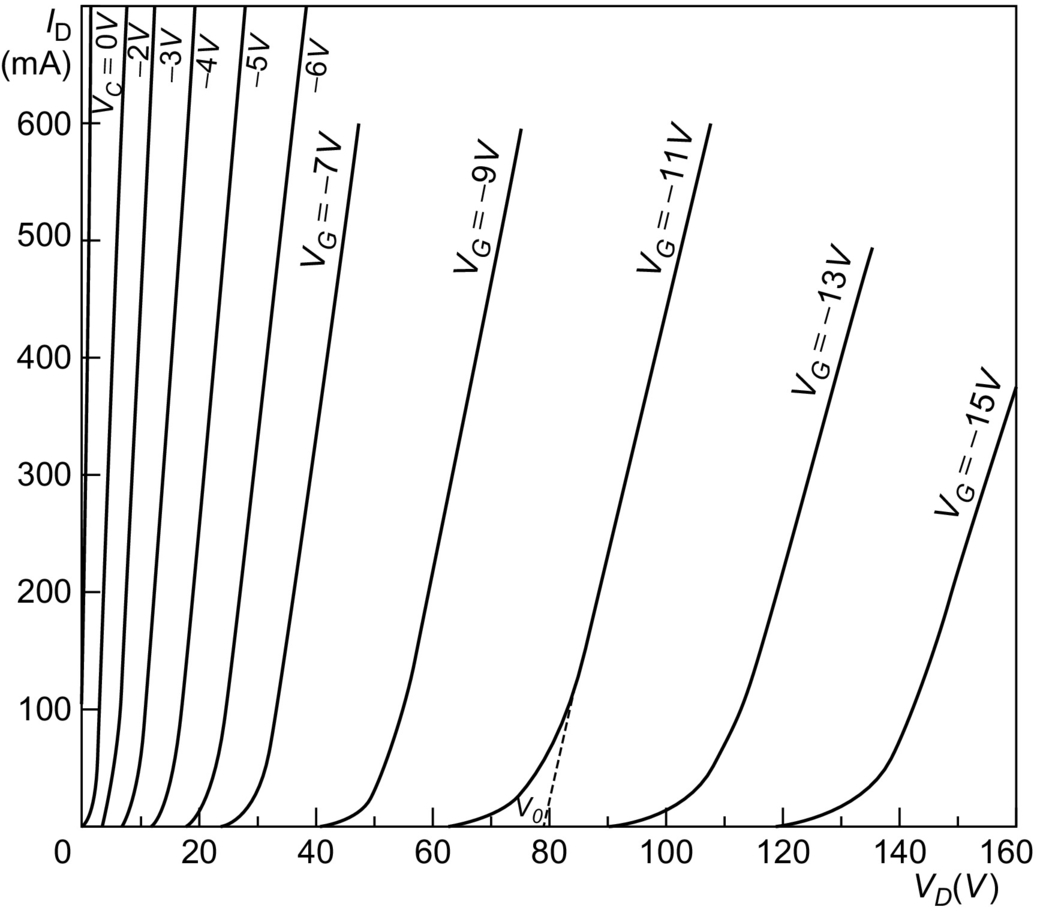 I_D
(mA)
V_C = 0V
−2V
−3V
−4V
−5V
−6V
V_G = −7V
V_G = −9V
V_G = −11V
V_G = −13V
V_G = −15V
600
500
400
300
200
100
V_0
0
20
40
60
80
100
120
140
160
V_D(V)